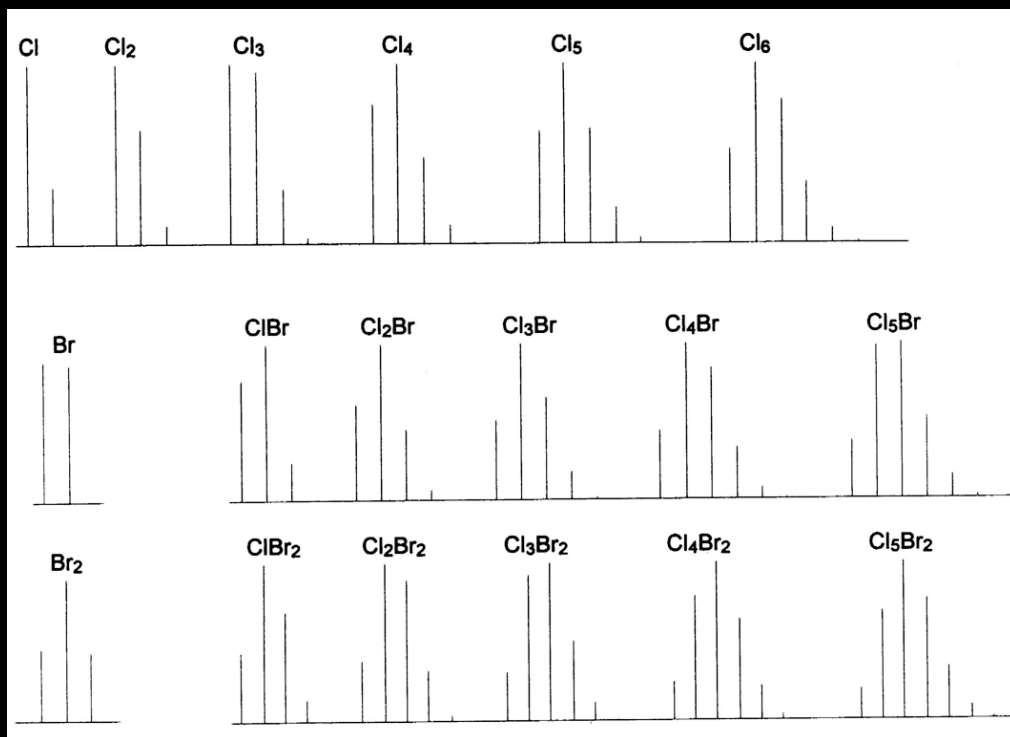 Cl Cl₂ Cl₃ Cl₄ Cl₅ Cl₆
Br ClBr Cl₂Br Cl₃Br Cl₄Br Cl₅Br
Br₂ ClBr₂ Cl₂Br₂ Cl₃Br₂ Cl₄Br₂ Cl₅Br₂